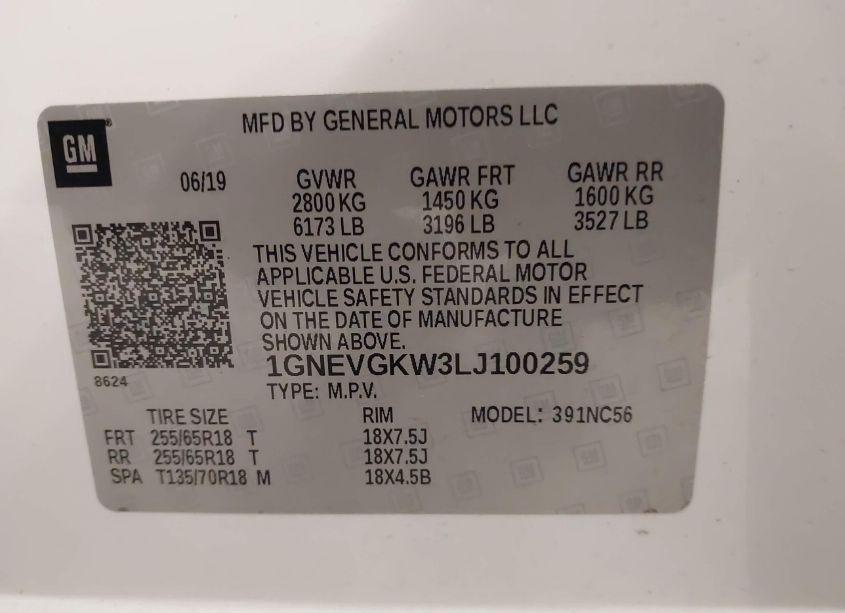 MFD BY GENERAL MOTORS LLC
GM
06/19 GVWR GAWR FRT GAWR RR
2800 KG 1450 KG 1600 KG
6173 LB 3196 LB 3527 LB
THIS VEHICLE CONFORMS TO ALL
APPLICABLE U.S. FEDERAL MOTOR
VEHICLE SAFETY STANDARDS IN EFFECT
ON THE DATE OF MANUFACTURE
SHOWN ABOVE.
1GNEVGKW3LJ100259
8624
TYPE: M.P.V.
TIRE SIZE RIM MODEL: 391NC56
FRT 255/65R18 T 18X7.5J
RR 255/65R18 T 18X7.5J
SPA T135/70R18 M 18X4.5B